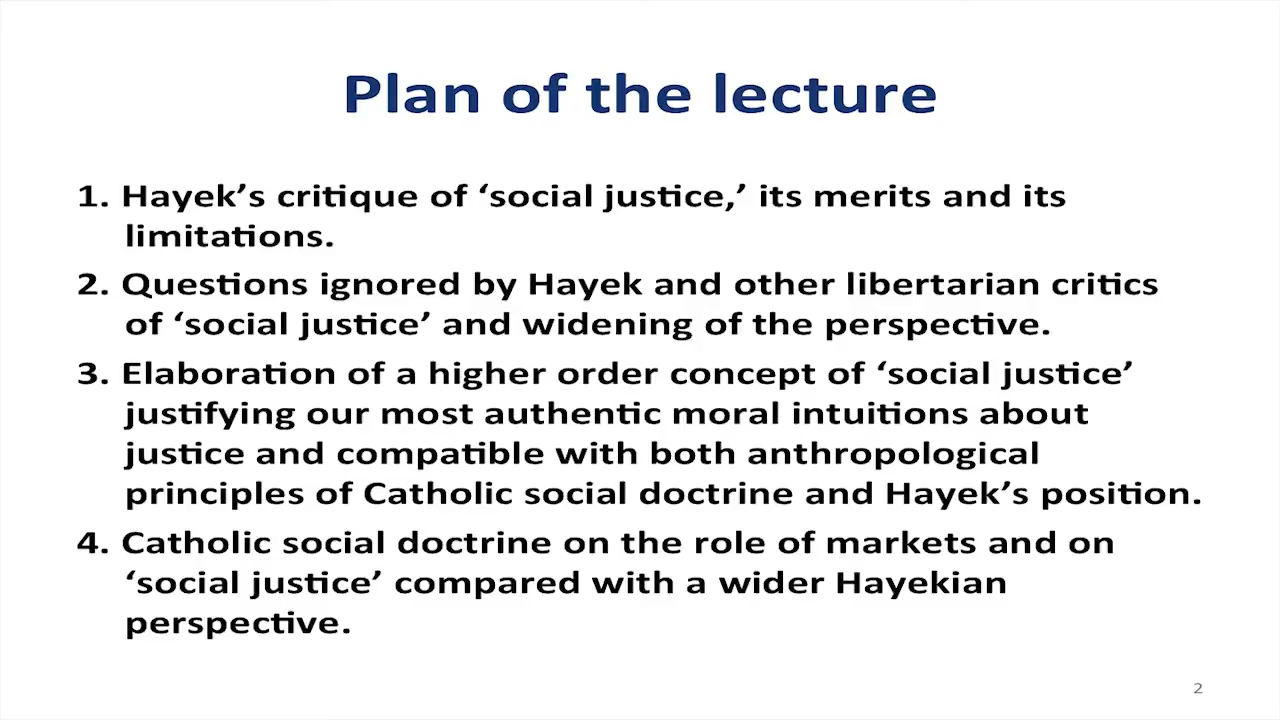 Plan of the lecture
1. Hayek’s critique of ‘social justice,’ its merits and its
limitations.
2. Questions ignored by Hayek and other libertarian critics
of ‘social justice’ and widening of the perspective.
3. Elaboration of a higher order concept of ‘social justice’
justifying our most authentic moral intuitions about
justice and compatible with both anthropological
principles of Catholic social doctrine and Hayek’s position.
4. Catholic social doctrine on the role of markets and on
‘social justice’ compared with a wider Hayekian
perspective.
2